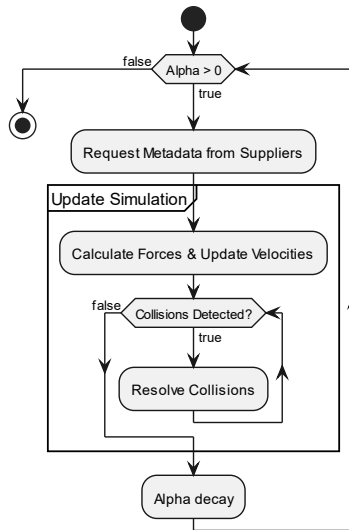 false
Alpha > 0
true
Request Metadata from Suppliers
Update Simulation
Calculate Forces & Update Velocities
false
Collisions Detected?
true
Resolve Collisions
Alpha decay